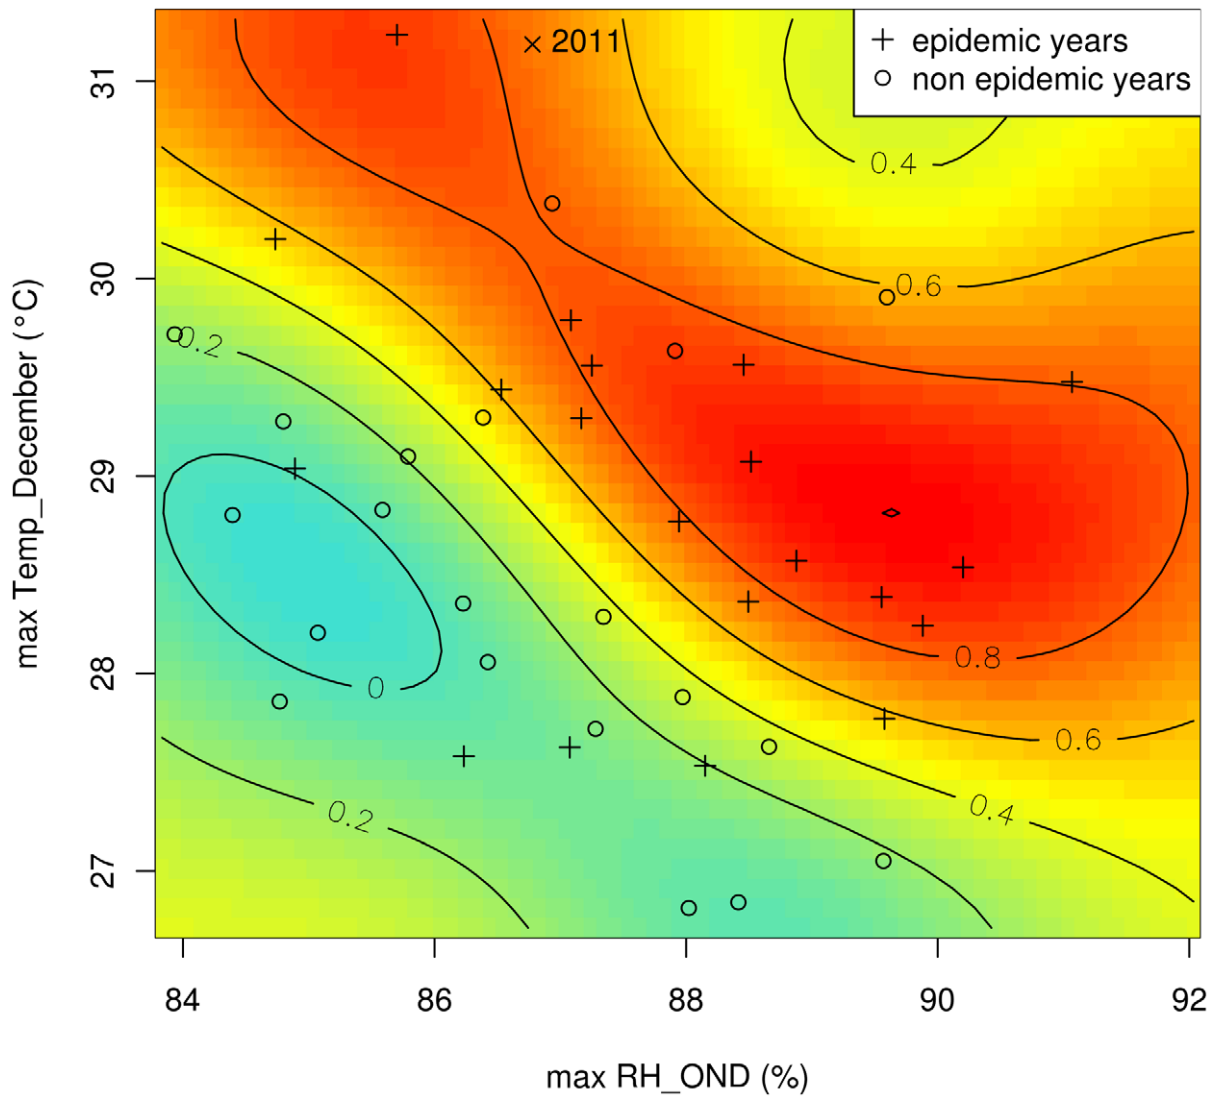 × 2011
+ epidemic years
o non epidemic years
31
30
29
28
27
max Temp_December (°C)
0.4
0.6
0.2
0.8
0
0.6
0.4
0.2
84 86 88 90 92
max RH_OND (%)